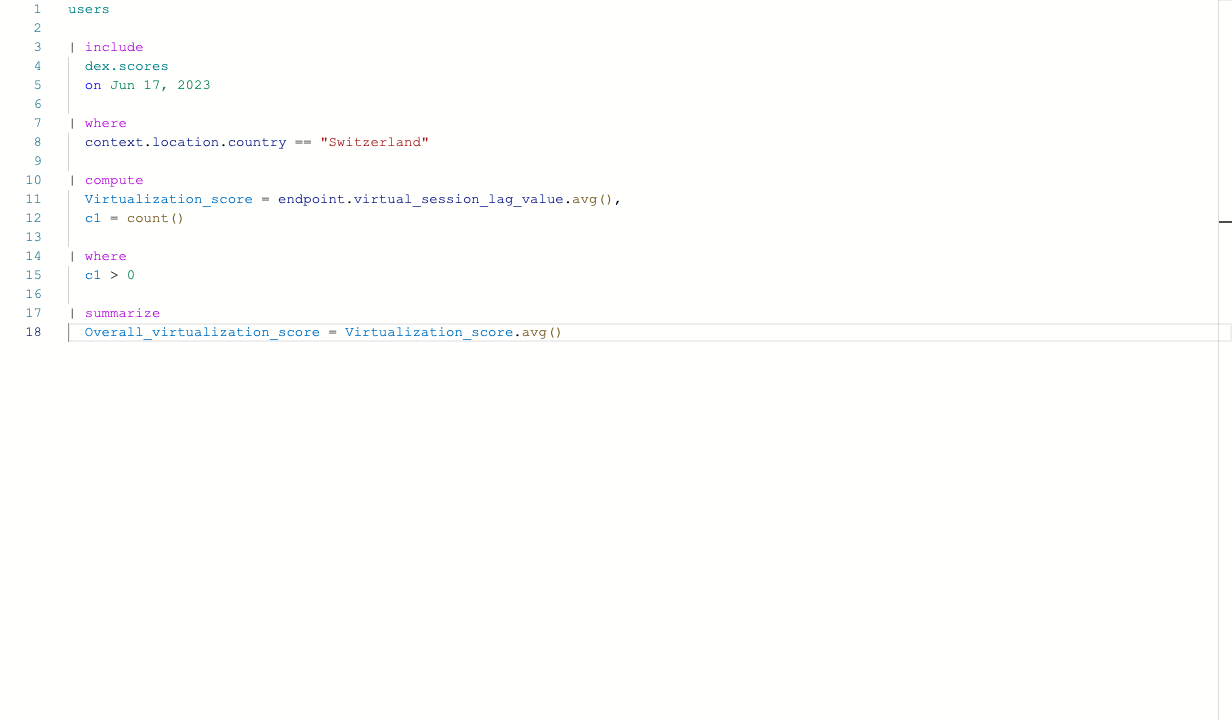 1 users
2
3 | include
4 dex.scores
5 on Jun 17, 2023
6
7 | where
8 context.location.country == "Switzerland"
9
10 | compute
11 Virtualization_score = endpoint.virtual_session_lag_value.avg(),
12 c1 = count()
13
14 | where
15 c1 > 0
16
17 | summarize
18 Overall_virtualization_score = Virtualization_score.avg()